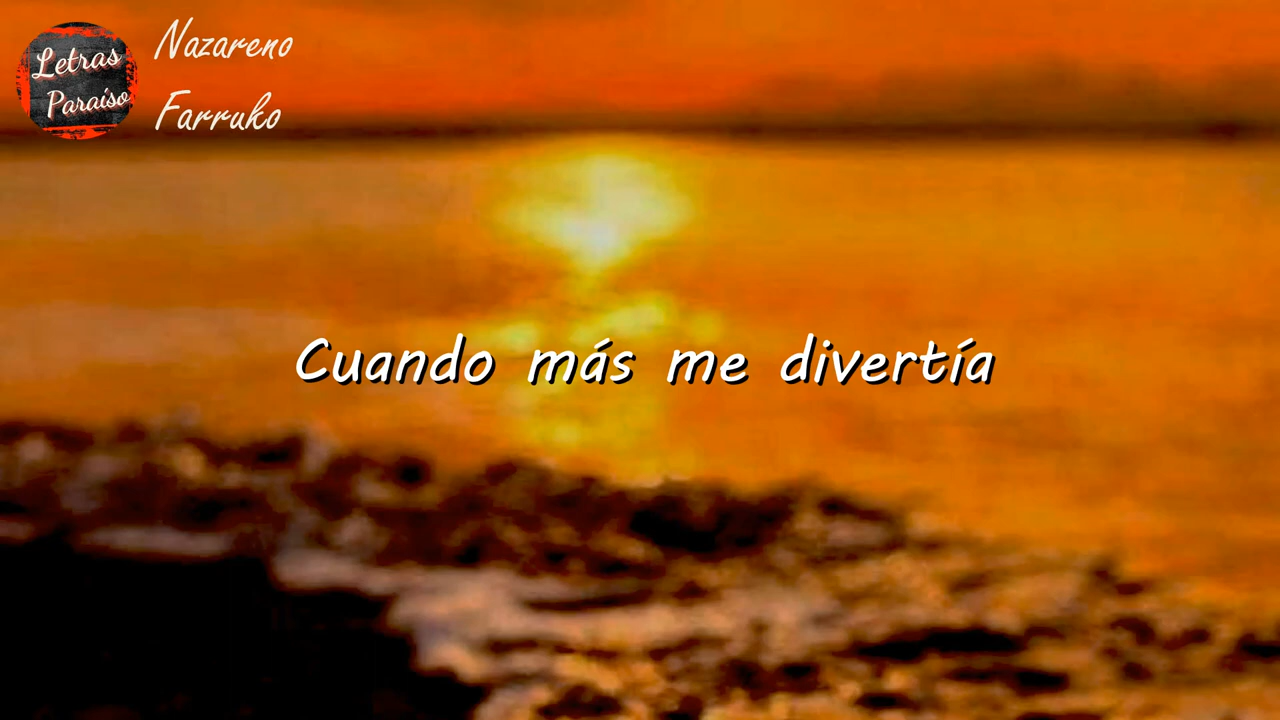 Letras
Paraíso
Nazareno
Farruko
Cuando más me divertía